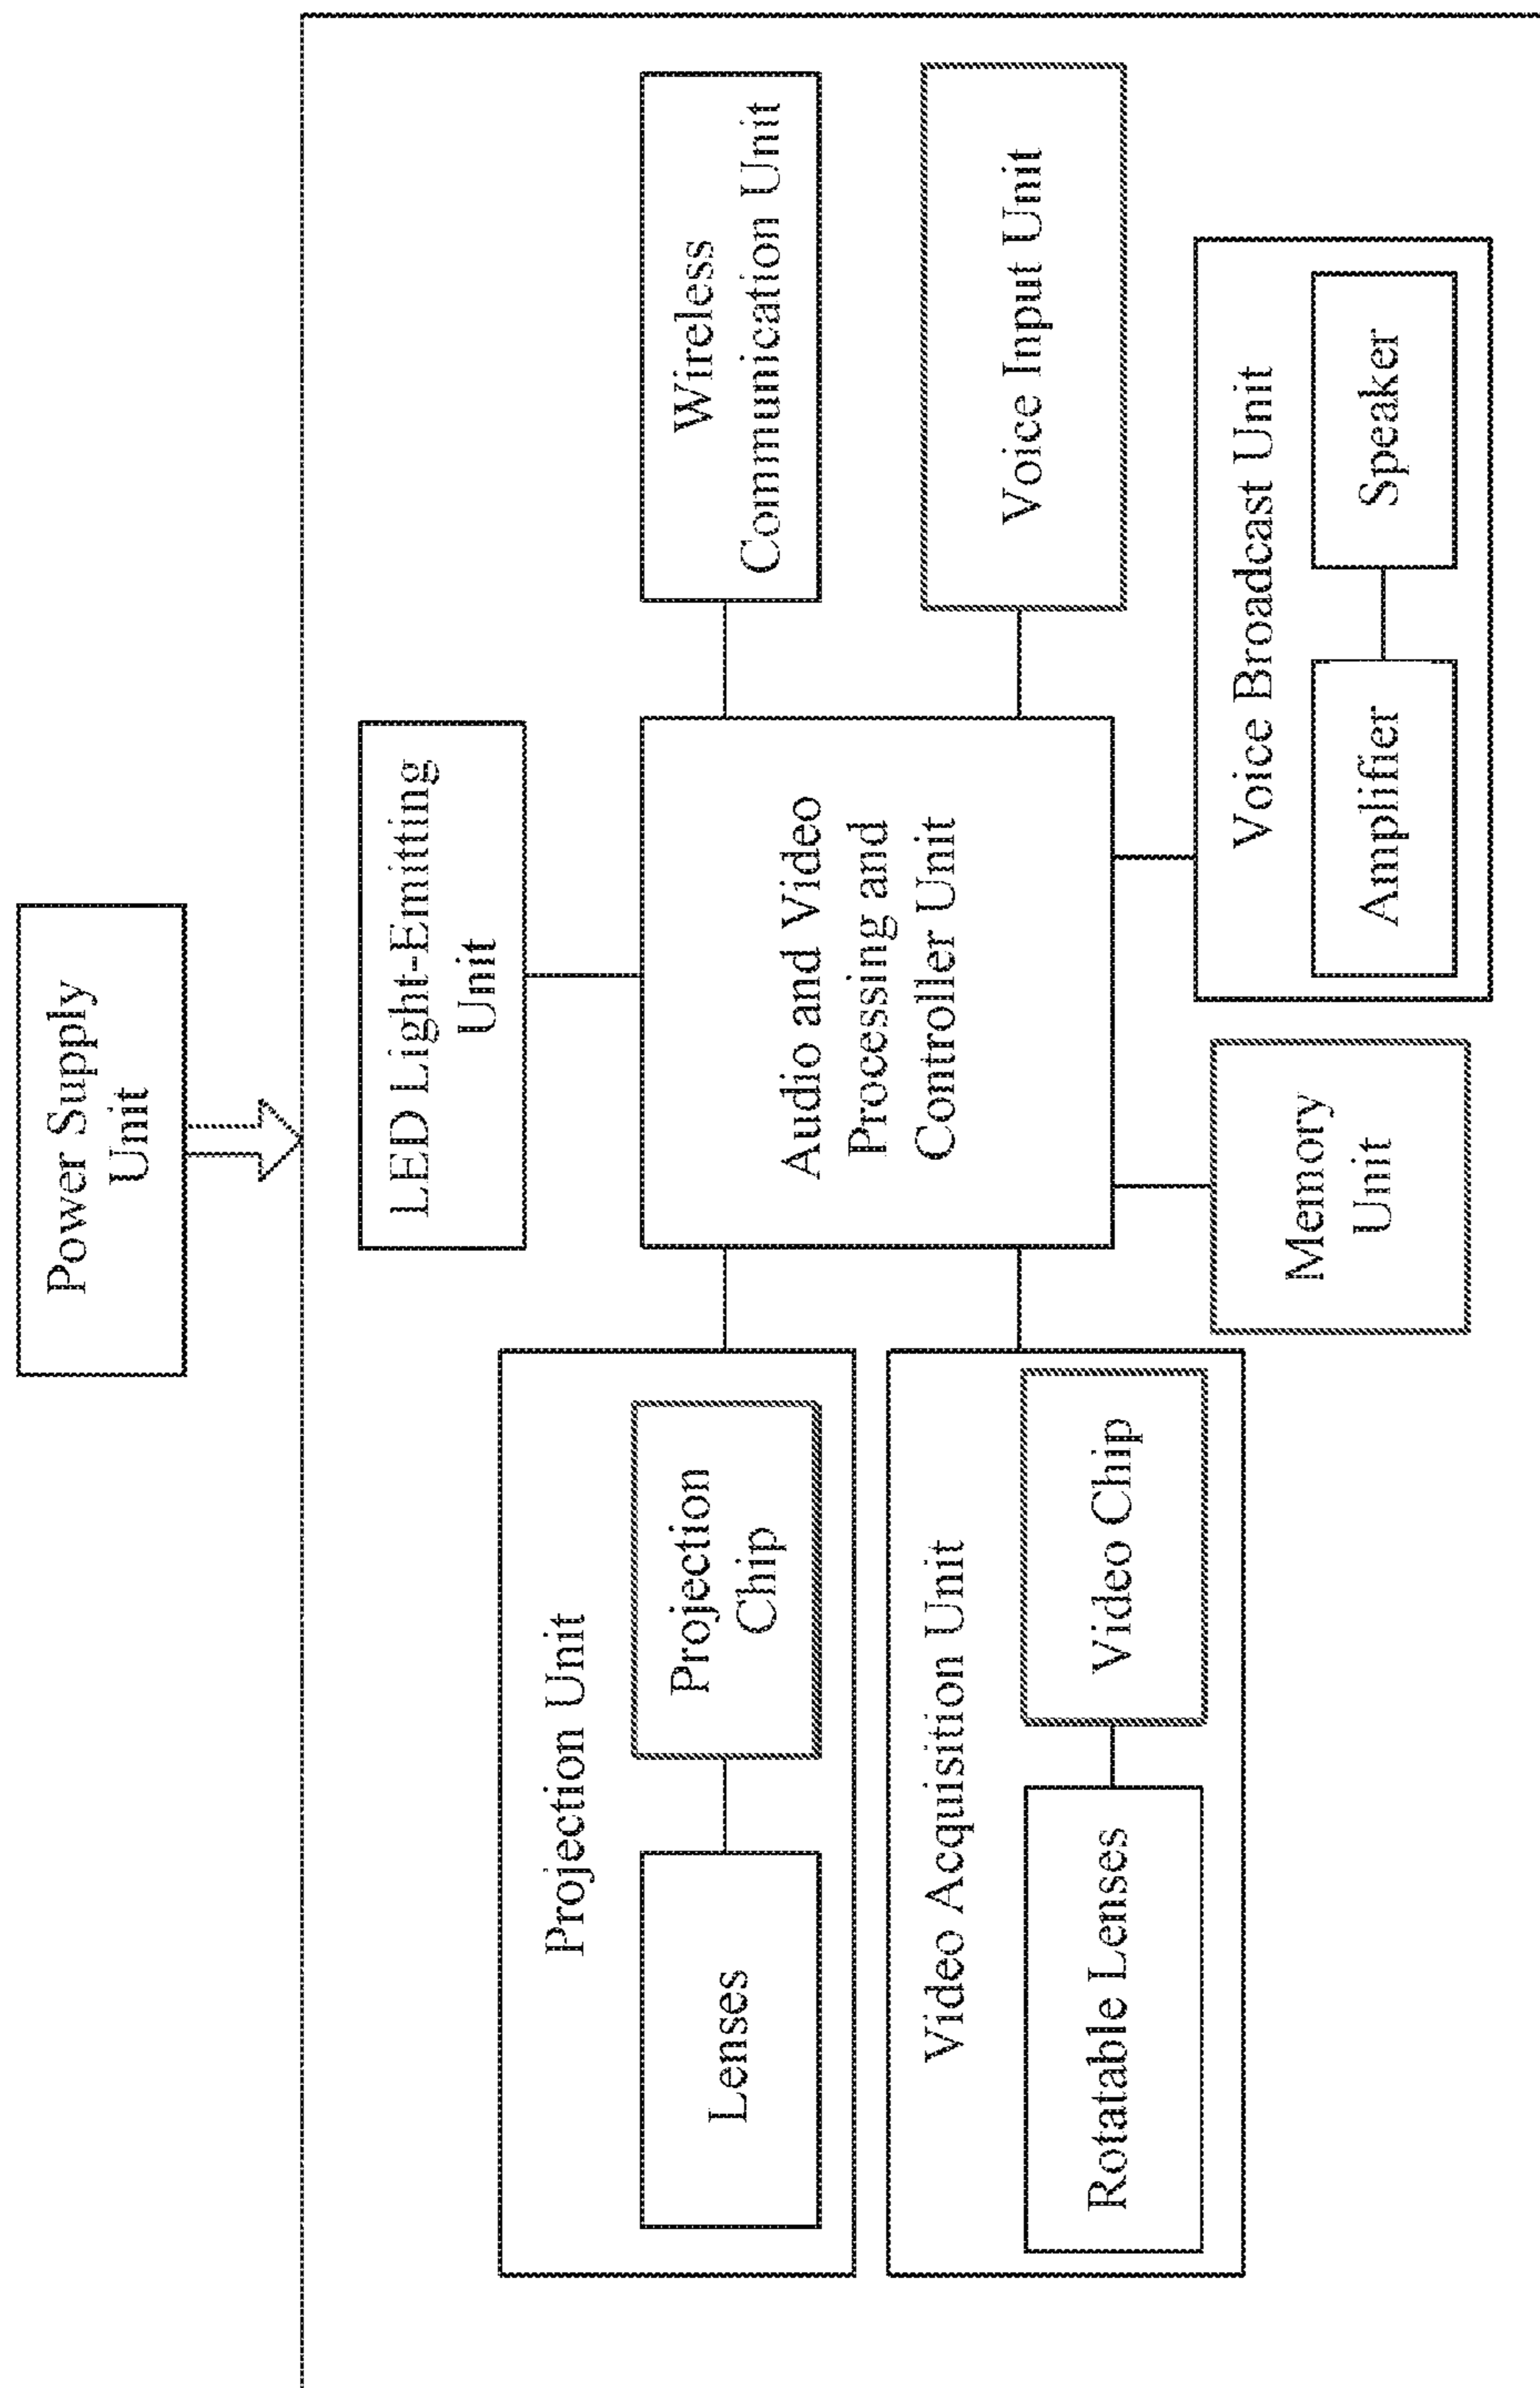 Power Supply
Unit
LED Light-Emitting
Unit
Projection Unit
Lenses
Projection
Chip
Audio and Video
Processing and
Controller Unit
Wireless
Communication Unit
Video Acquisition Unit
Rotatable Lenses
Video Chip
Voice Input Unit
Memory
Unit
Voice Broadcast Unit
Amplifier
Speaker